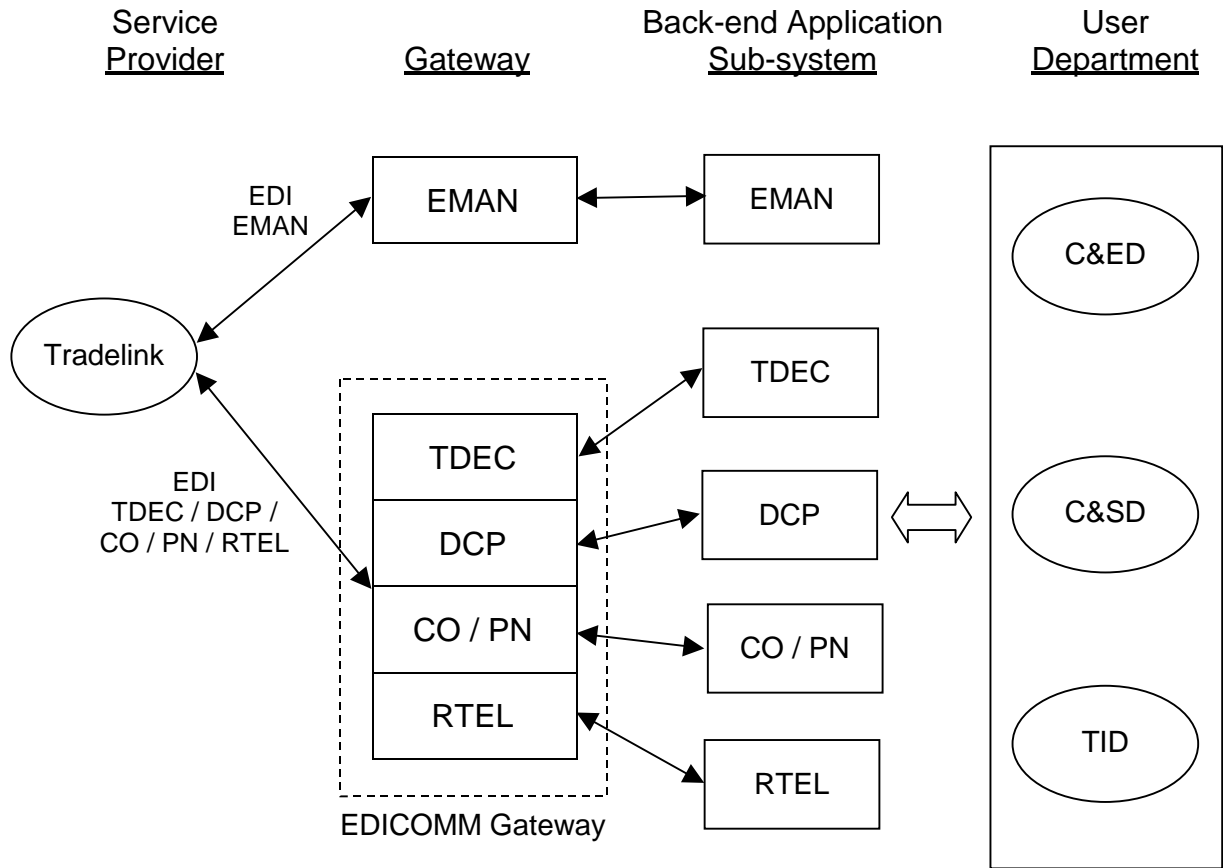 Service
Provider
Gateway
Back-end Application
Sub-system
User
Department
EDI
EMAN
EMAN
EMAN
C&ED
Tradelink
TDEC
TDEC
EDI
TDEC / DCP /
CO / PN / RTEL
DCP
DCP
C&SD
CO / PN
CO / PN
RTEL
RTEL
TID
EDICOMM Gateway